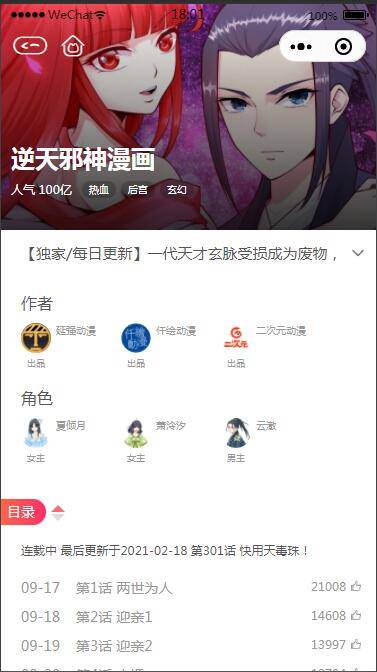 WeChat 18:01 100%
逆天邪神漫画
人气 100亿 热血 后宫 玄幻
【独家/每日更新】一代天才玄脉受损成为废物，
作者
延强动漫 仟绘动漫 二次元动漫
出品 出品 出品
角色
夏倾月 萧泠汐 云澈
女主 女主 男主
目录
连载中 最后更新于2021-02-18 第301话 快用天毒珠！
09-17 第1话 两世为人 21008
09-18 第2话 迎亲1 14608
09-19 第3话 迎亲2 13997